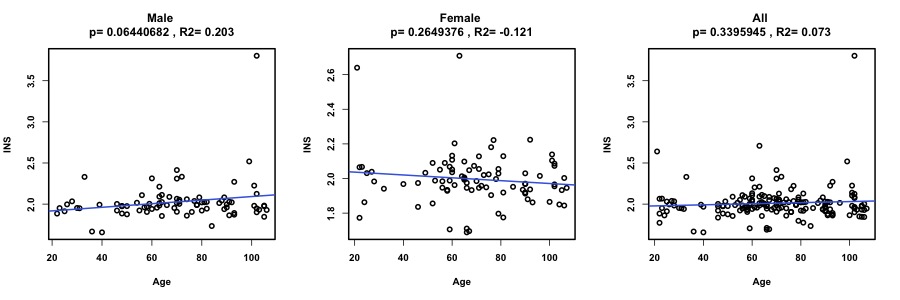 Male
p= 0.06440682 , R2= 0.203
INS
3.5
3.0
2.5
2.0
20 40 60 80 100
Age
Female
p= 0.2649376 , R2= -0.121
INS
2.6
2.4
2.2
2.0
1.8
20 40 60 80 100
Age
All
p= 0.3395945 , R2= 0.073
INS
3.5
3.0
2.5
2.0
20 40 60 80 100
Age